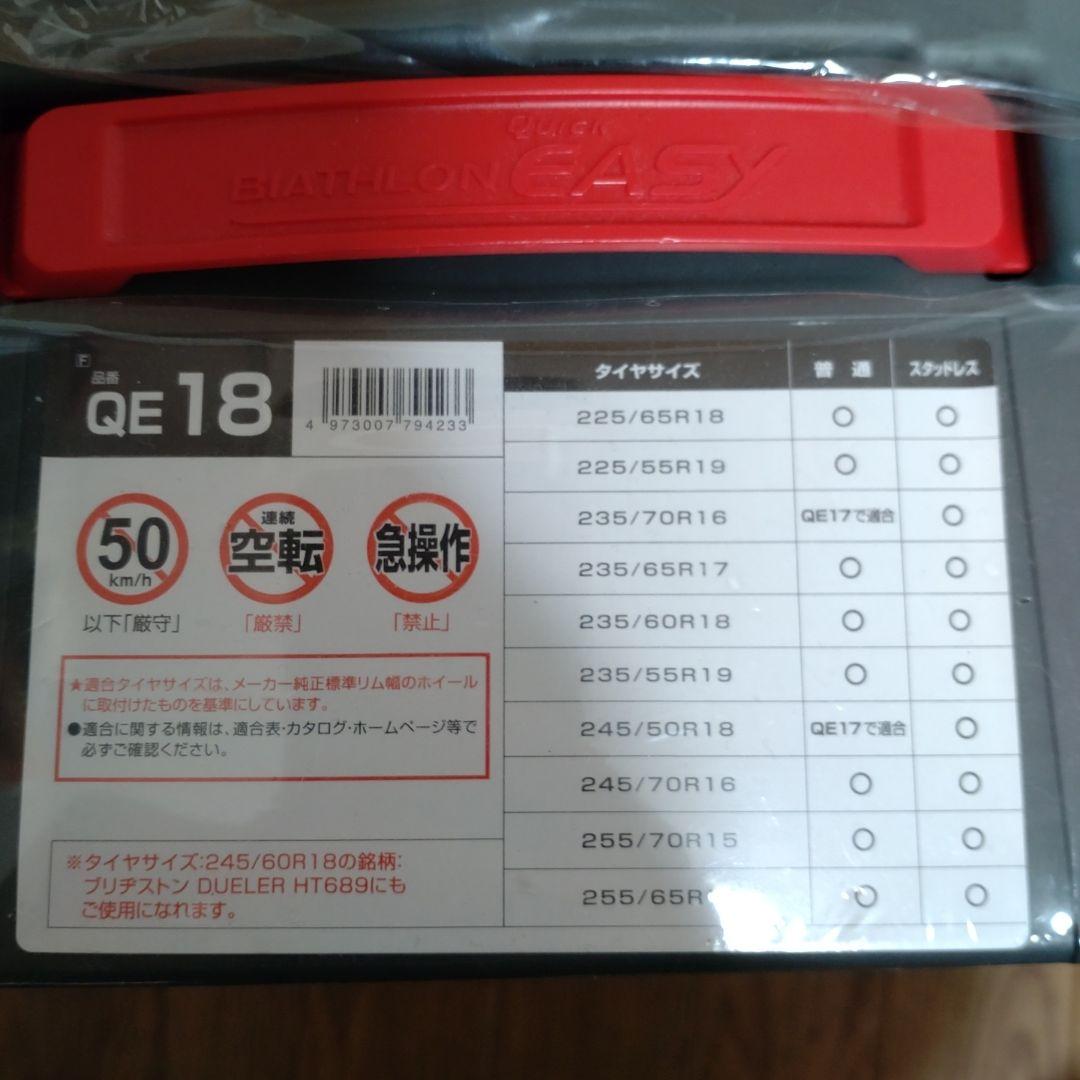 Quick
BIATHLON EASY
F
品番
QE18
4 973007 794233
50
km/h
以下「厳守」
連続
空転
「厳禁」
急操作
「禁止」
★適合タイヤサイズは、メーカー純正標準リム幅のホイール
に取付けたものを基準にしています。
●適合に関する情報は、適合表・カタログ・ホームページ等で
必ずご確認ください。
※タイヤサイズ:245/60R18の銘柄:
ブリヂストン D.UELER HT689にも
ご使用になれます。
タイヤサイズ 普通 スタッドレス
225/65R18 ○ ○
225/55R19 ○ ○
235/70R16 QE17で適合 ○
235/65R17 ○ ○
235/60R18 ○ ○
235/55R19 ○ ○
245/50R18 QE17で適合 ○
245/70R16 ○ ○
255/70R15 ○ ○
○ ○